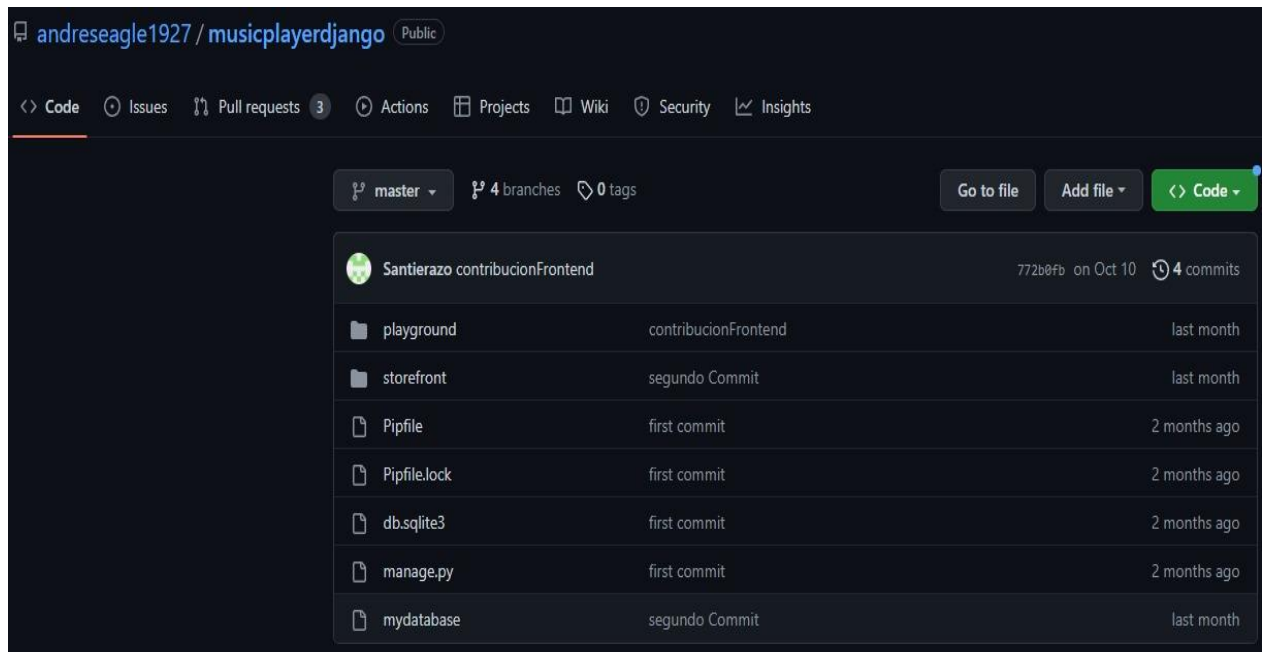 andreseagle1927 / musicplayerdjango Public
<> Code Issues Pull requests 3 Actions Projects Wiki Security Insights
master 4 branches 0 tags Go to file Add file <> Code
Santierazo contribucionFrontend 772b0fb on Oct 10 4 commits
playground contribucionFrontend last month
storefront segundo Commit last month
Pipfile first commit 2 months ago
Pipfile.lock first commit 2 months ago
db.sqlite3 first commit 2 months ago
manage.py first commit 2 months ago
mydatabase segundo Commit last month